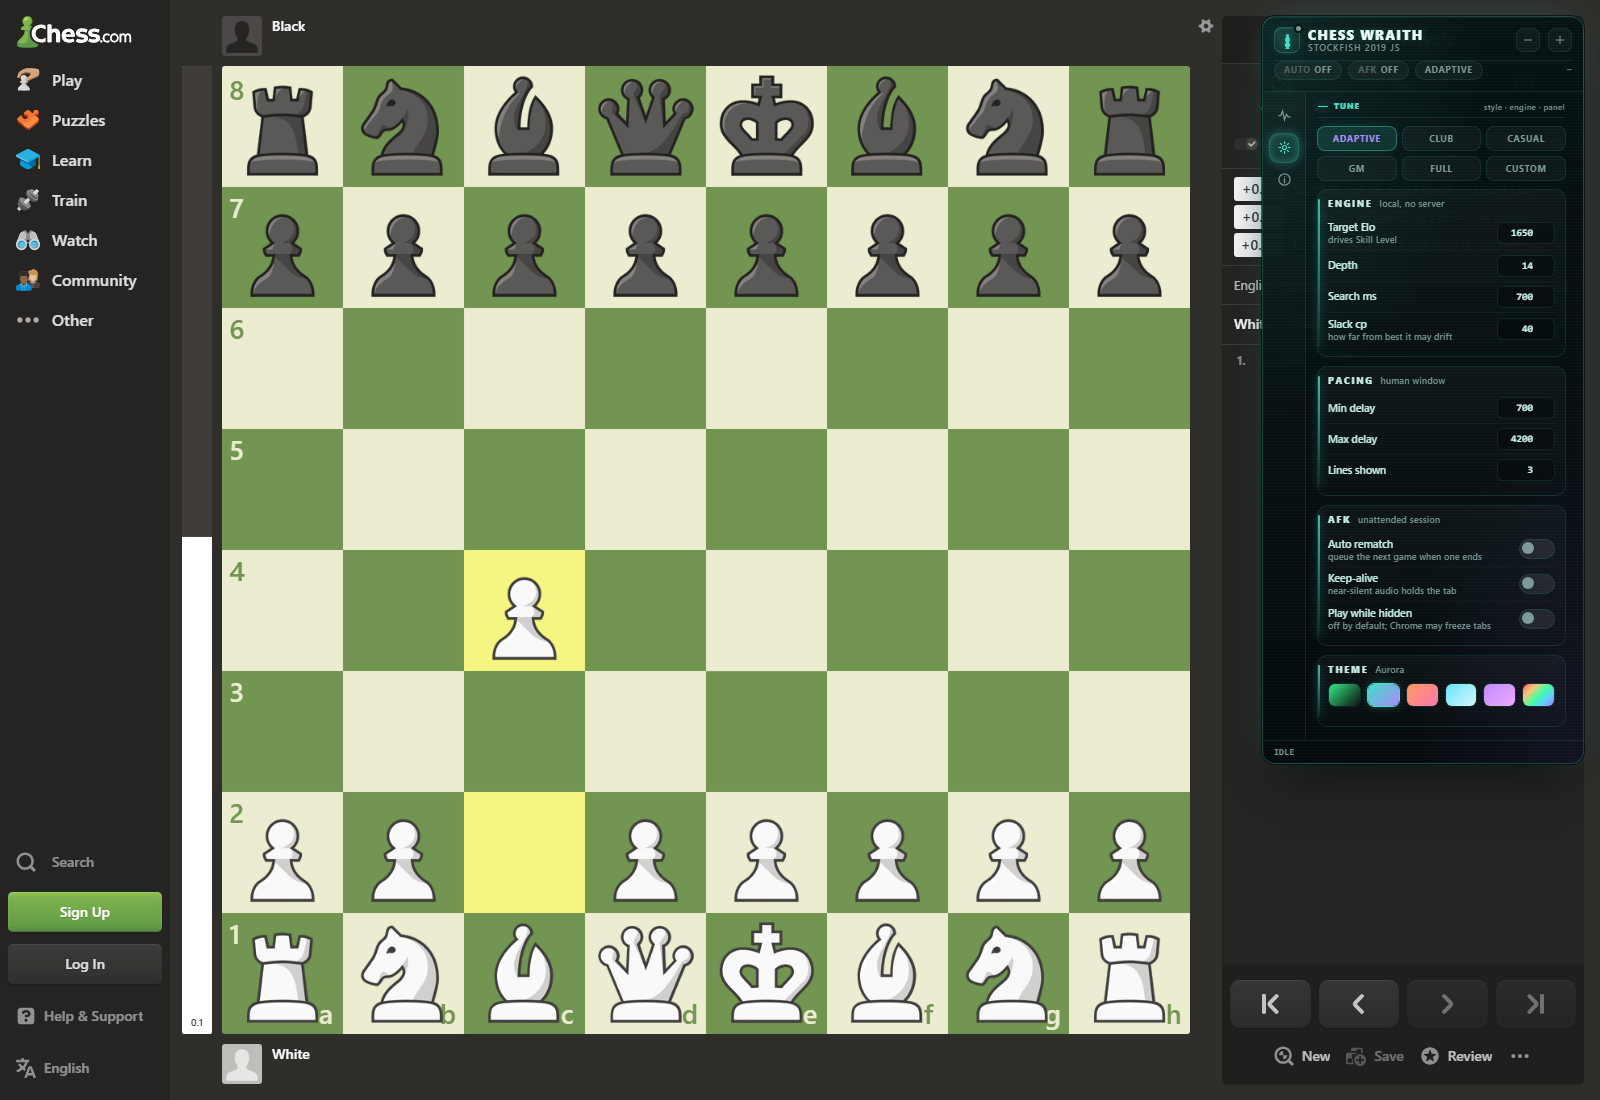 Chess.com
Play
Puzzles
Learn
Train
Watch
Community
Other
Search
Sign Up
Log In
Help & Support
English
Black
8
7
6
5
4
3
2
1
a
b
c
d
e
f
g
h
0.1
White
+0.
+0.
+0.
Engli
Whit
1.
CHESS WRAITH
STOCKFISH 2019 JS
AUTO OFF
AFK OFF
ADAPTIVE
TUNE
style · engine · panel
ADAPTIVE
CLUB
CASUAL
GM
FULL
CUSTOM
ENGINE local, no server
Target Elo
drives Skill Level
1650
Depth
14
Search ms
700
Slack cp
how far from best it may drift
40
PACING human window
Min delay
700
Max delay
4200
Lines shown
3
AFK unattended session
Auto rematch
queue the next game when one ends
Keep-alive
near-silent audio holds the tab
Play while hidden
off by default; Chrome may freeze tabs
THEME Aurora
IDLE
New
Save
Review